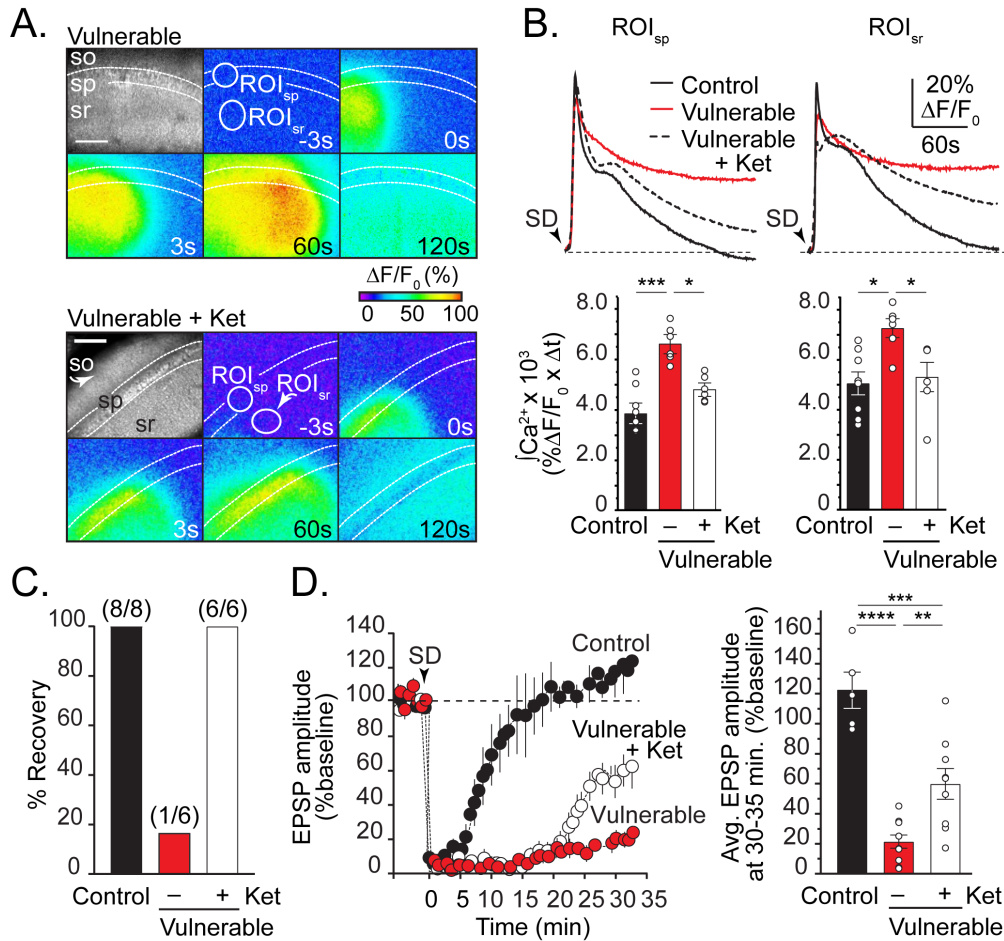 A.
Vulnerable
so
sp
sr
ROIsp
ROIsr
-3s
0s
3s
60s
120s
ΔF/F0 (%)
0 50 100
Vulnerable + Ket
so
sp
sr
ROIsp
ROIsr
-3s
0s
3s
60s
120s
B.
ROIsp
ROIsr
Control
Vulnerable
Vulnerable
+ Ket
20%
ΔF/F0
60s
SD
SD
*** *
* *
∫Ca2+ x 103
(%ΔF/F0 x Δt)
8.0
6.0
4.0
2.0
0
8.0
6.0
4.0
2.0
0
Control – + Ket
Vulnerable
Control – + Ket
Vulnerable
C.
% Recovery
100
80
60
40
20
0
(8/8)
(1/6)
(6/6)
Control – + Ket
Vulnerable
D.
EPSP amplitude
(%baseline)
140
120
100
80
60
40
20
0
SD
Control
Vulnerable
+ Ket
Vulnerable
0 5 10 15 20 25 30 35
Time (min)
Avg. EPSP amplitude
at 30-35 min. (%baseline)
160
140
120
100
80
60
40
20
0
***
**** **
Control – + Ket
Vulnerable